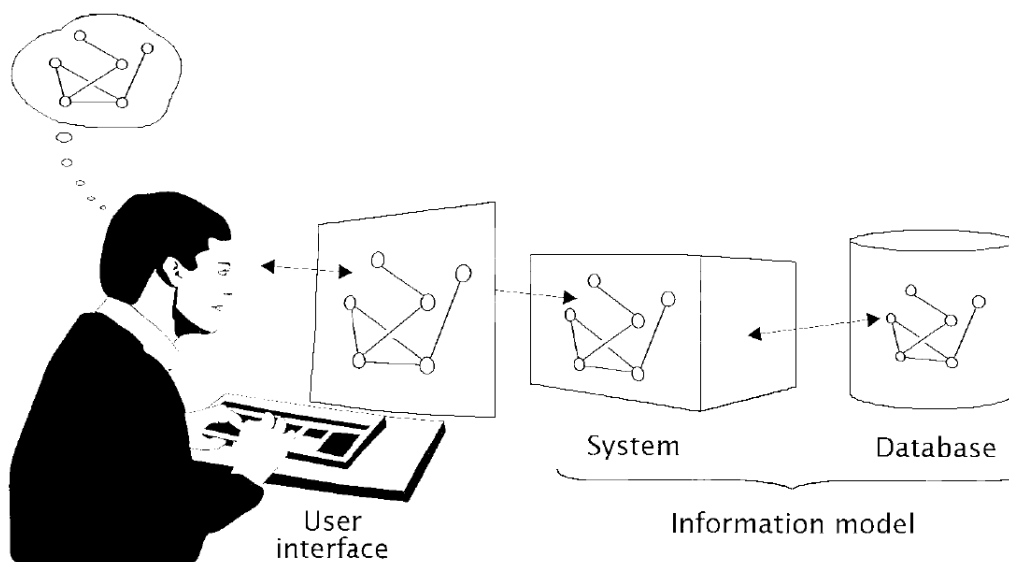 System
Database
User
interface
Information model